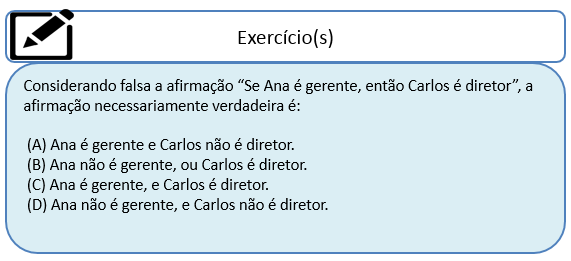 Exercício(s)
Considerando falsa a afirmação “Se Ana é gerente, então Carlos é diretor”, a
afirmação necessariamente verdadeira é:
(A) Ana é gerente e Carlos não é diretor.
(B) Ana não é gerente, ou Carlos é diretor.
(C) Ana é gerente, e Carlos é diretor.
(D) Ana não é gerente, e Carlos não é diretor.